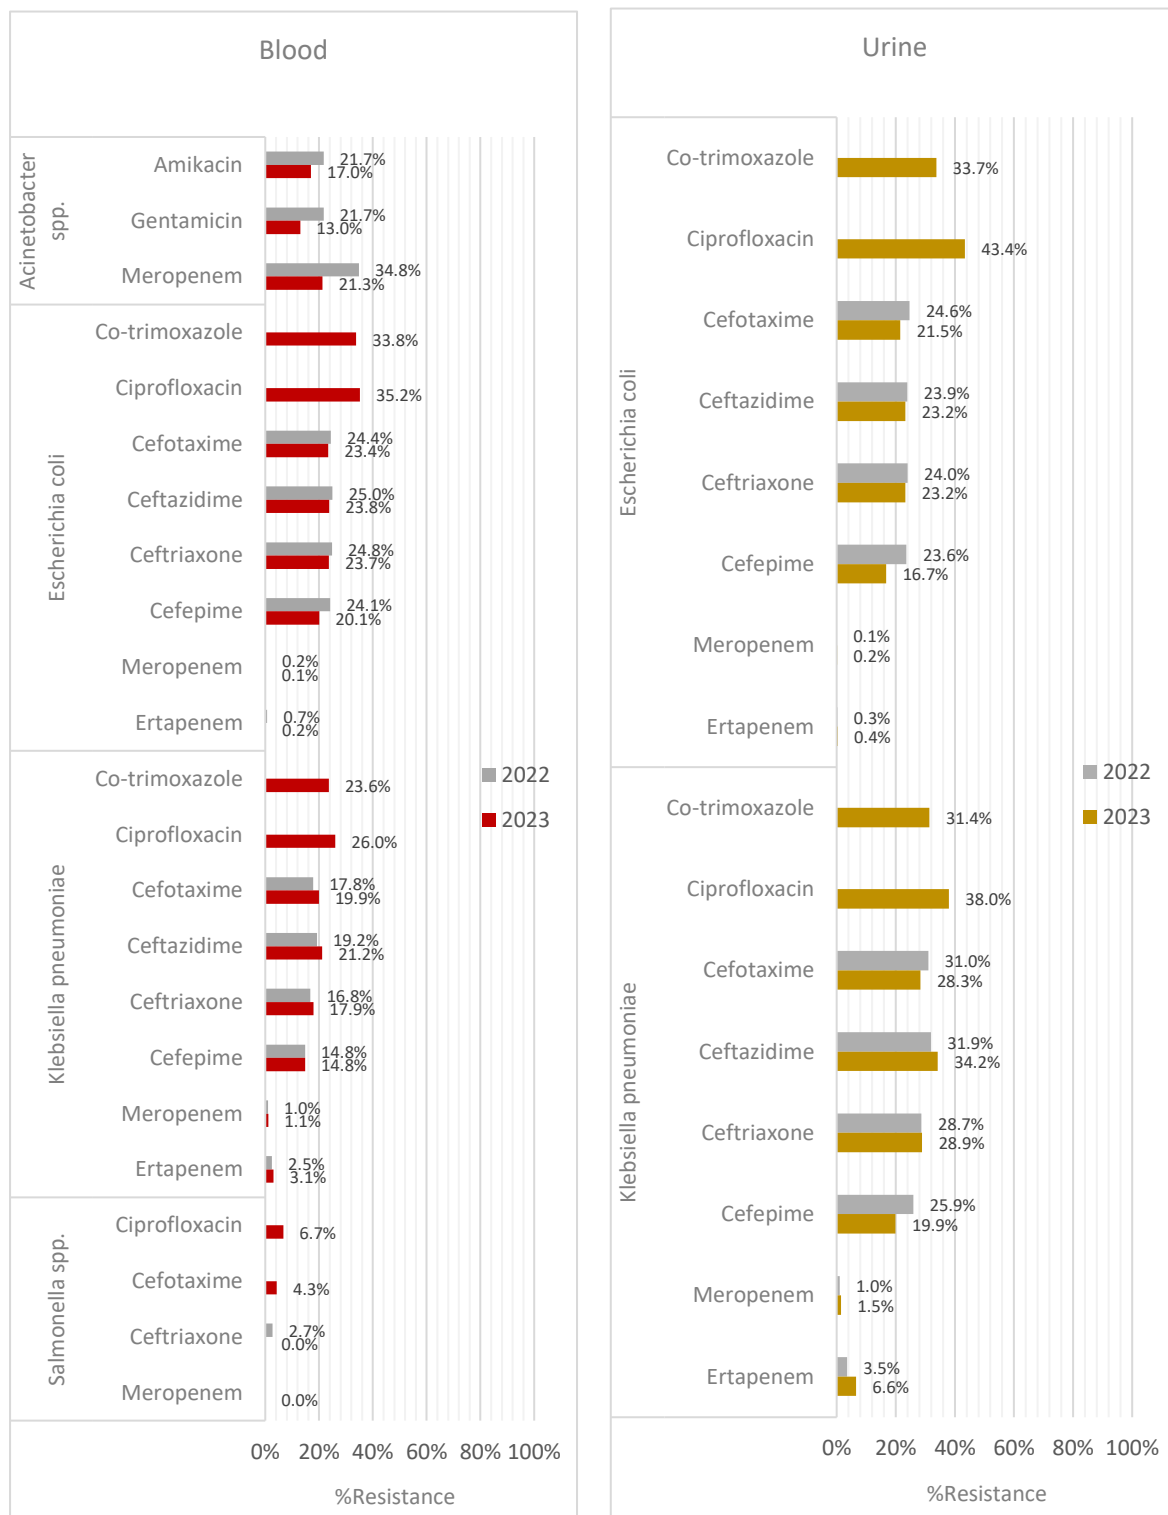 Blood
Acinetobacter
spp.
Amikacin
21.7%
17.0%
Gentamicin
21.7%
13.0%
Meropenem
34.8%
21.3%
Escherichia coli
Co-trimoxazole
33.8%
Ciprofloxacin
35.2%
Cefotaxime
24.4%
23.4%
Ceftazidime
25.0%
23.8%
Ceftriaxone
24.8%
23.7%
Cefepime
24.1%
20.1%
Meropenem
0.2%
0.1%
Ertapenem
0.7%
0.2%
Klebsiella pneumoniae
Co-trimoxazole
23.6%
Ciprofloxacin
26.0%
Cefotaxime
17.8%
19.9%
Ceftazidime
19.2%
21.2%
Ceftriaxone
16.8%
17.9%
Cefepime
14.8%
14.8%
Meropenem
1.0%
1.1%
Ertapenem
2.5%
3.1%
Salmonella spp.
Ciprofloxacin
6.7%
Cefotaxime
4.3%
Ceftriaxone
2.7%
0.0%
Meropenem
0.0%
2022
2023
0% 20% 40% 60% 80% 100%
%Resistance
Urine
Escherichia coli
Co-trimoxazole
33.7%
Ciprofloxacin
43.4%
Cefotaxime
24.6%
21.5%
Ceftazidime
23.9%
23.2%
Ceftriaxone
24.0%
23.2%
Cefepime
23.6%
16.7%
Meropenem
0.1%
0.2%
Ertapenem
0.3%
0.4%
Klebsiella pneumoniae
Co-trimoxazole
31.4%
Ciprofloxacin
38.0%
Cefotaxime
31.0%
28.3%
Ceftazidime
31.9%
34.2%
Ceftriaxone
28.7%
28.9%
Cefepime
25.9%
19.9%
Meropenem
1.0%
1.5%
Ertapenem
3.5%
6.6%
2022
2023
0% 20% 40% 60% 80% 100%
%Resistance